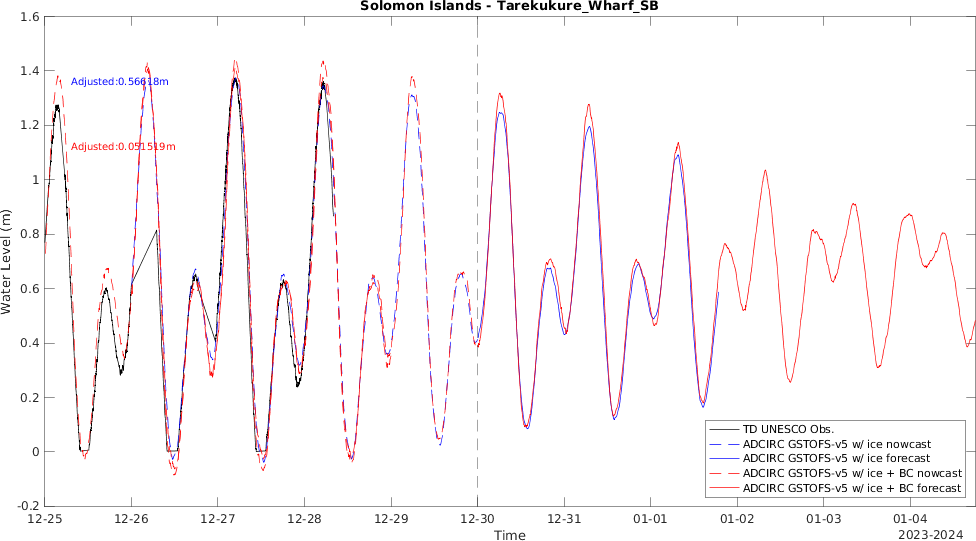 Solomon Islands - Tarekukure_Wharf_SB
1.6
1.4
1.2
1
0.8
0.6
0.4
0.2
0
-0.2
Water Level (m)
Adjusted:0.56618m
Adjusted:0.051519m
TD UNESCO Obs.
ADCIRC GSTOFS-v5 w/ ice nowcast
ADCIRC GSTOFS-v5 w/ ice forecast
ADCIRC GSTOFS-v5 w/ ice + BC nowcast
ADCIRC GSTOFS-v5 w/ ice + BC forecast
12-25 12-26 12-27 12-28 12-29 12-30 12-31 01-01 01-02 01-03 01-04
Time
2023-2024